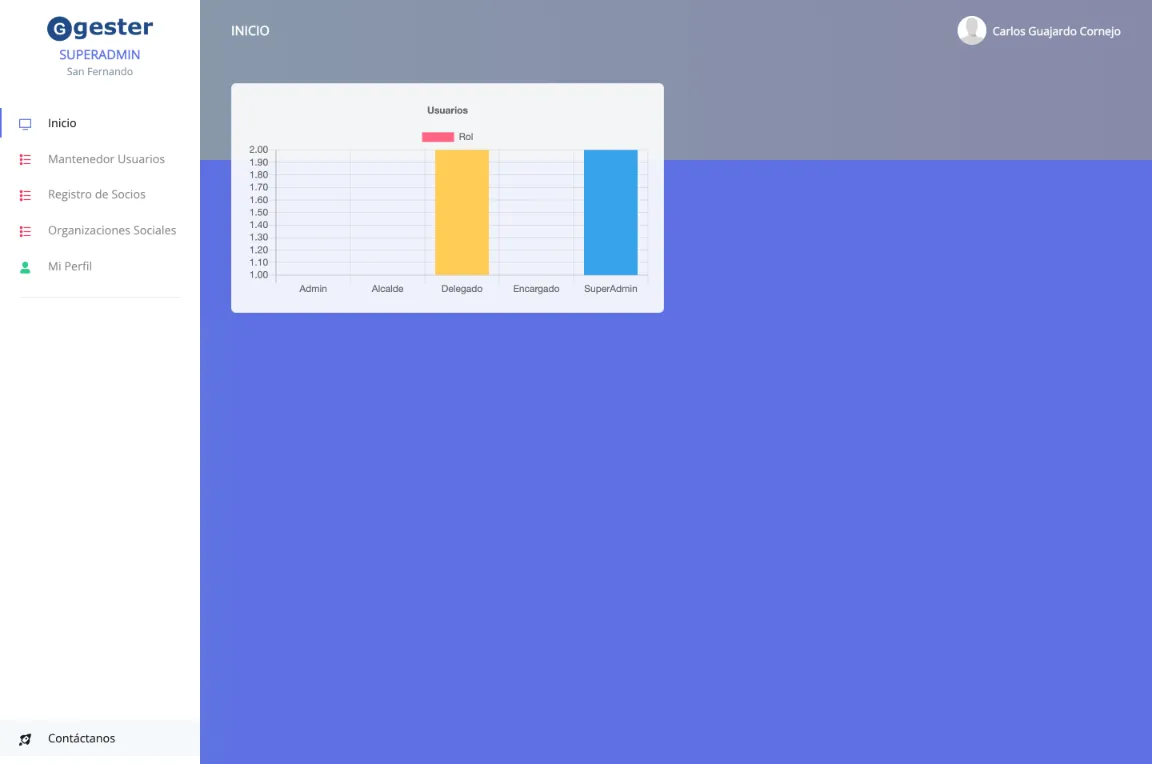 Ggester
SUPERADMIN
San Fernando
Inicio
Mantenedor Usuarios
Registro de Socios
Organizaciones Sociales
Mi Perfil
Contáctanos
INICIO
Carlos Guajardo Cornejo
Usuarios
Rol
2.00
1.90
1.80
1.70
1.60
1.50
1.40
1.30
1.20
1.10
1.00
Admin Alcalde Delegado Encargado SuperAdmin